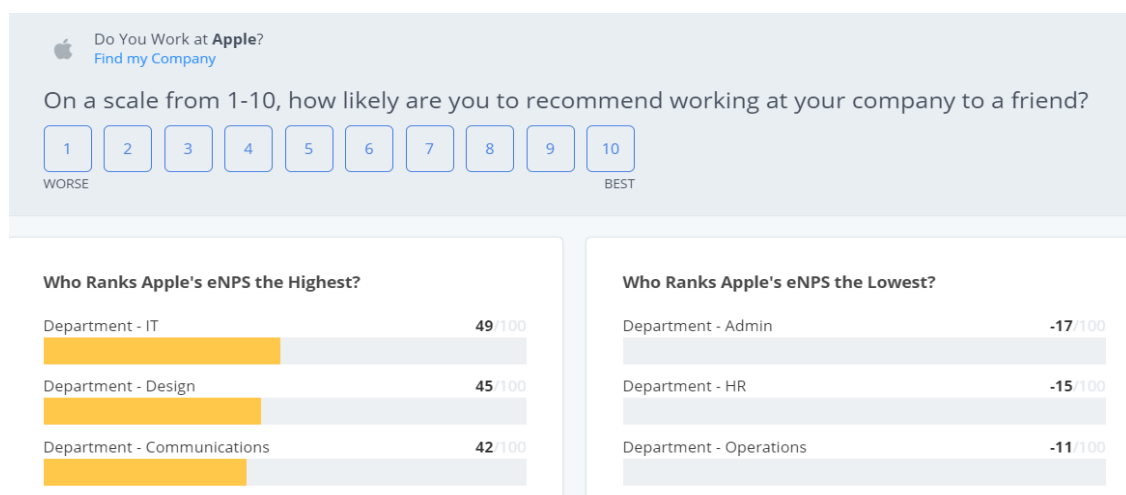 Do You Work at Apple?
Find my Company
On a scale from 1-10, how likely are you to recommend working at your company to a friend?
1 2 3 4 5 6 7 8 9 10
WORSE BEST
Who Ranks Apple's eNPS the Highest?
Department - IT 49/100
Department - Design 45/100
Department - Communications 42/100
Who Ranks Apple's eNPS the Lowest?
Department - Admin -17/100
Department - HR -15/100
Department - Operations -11/100